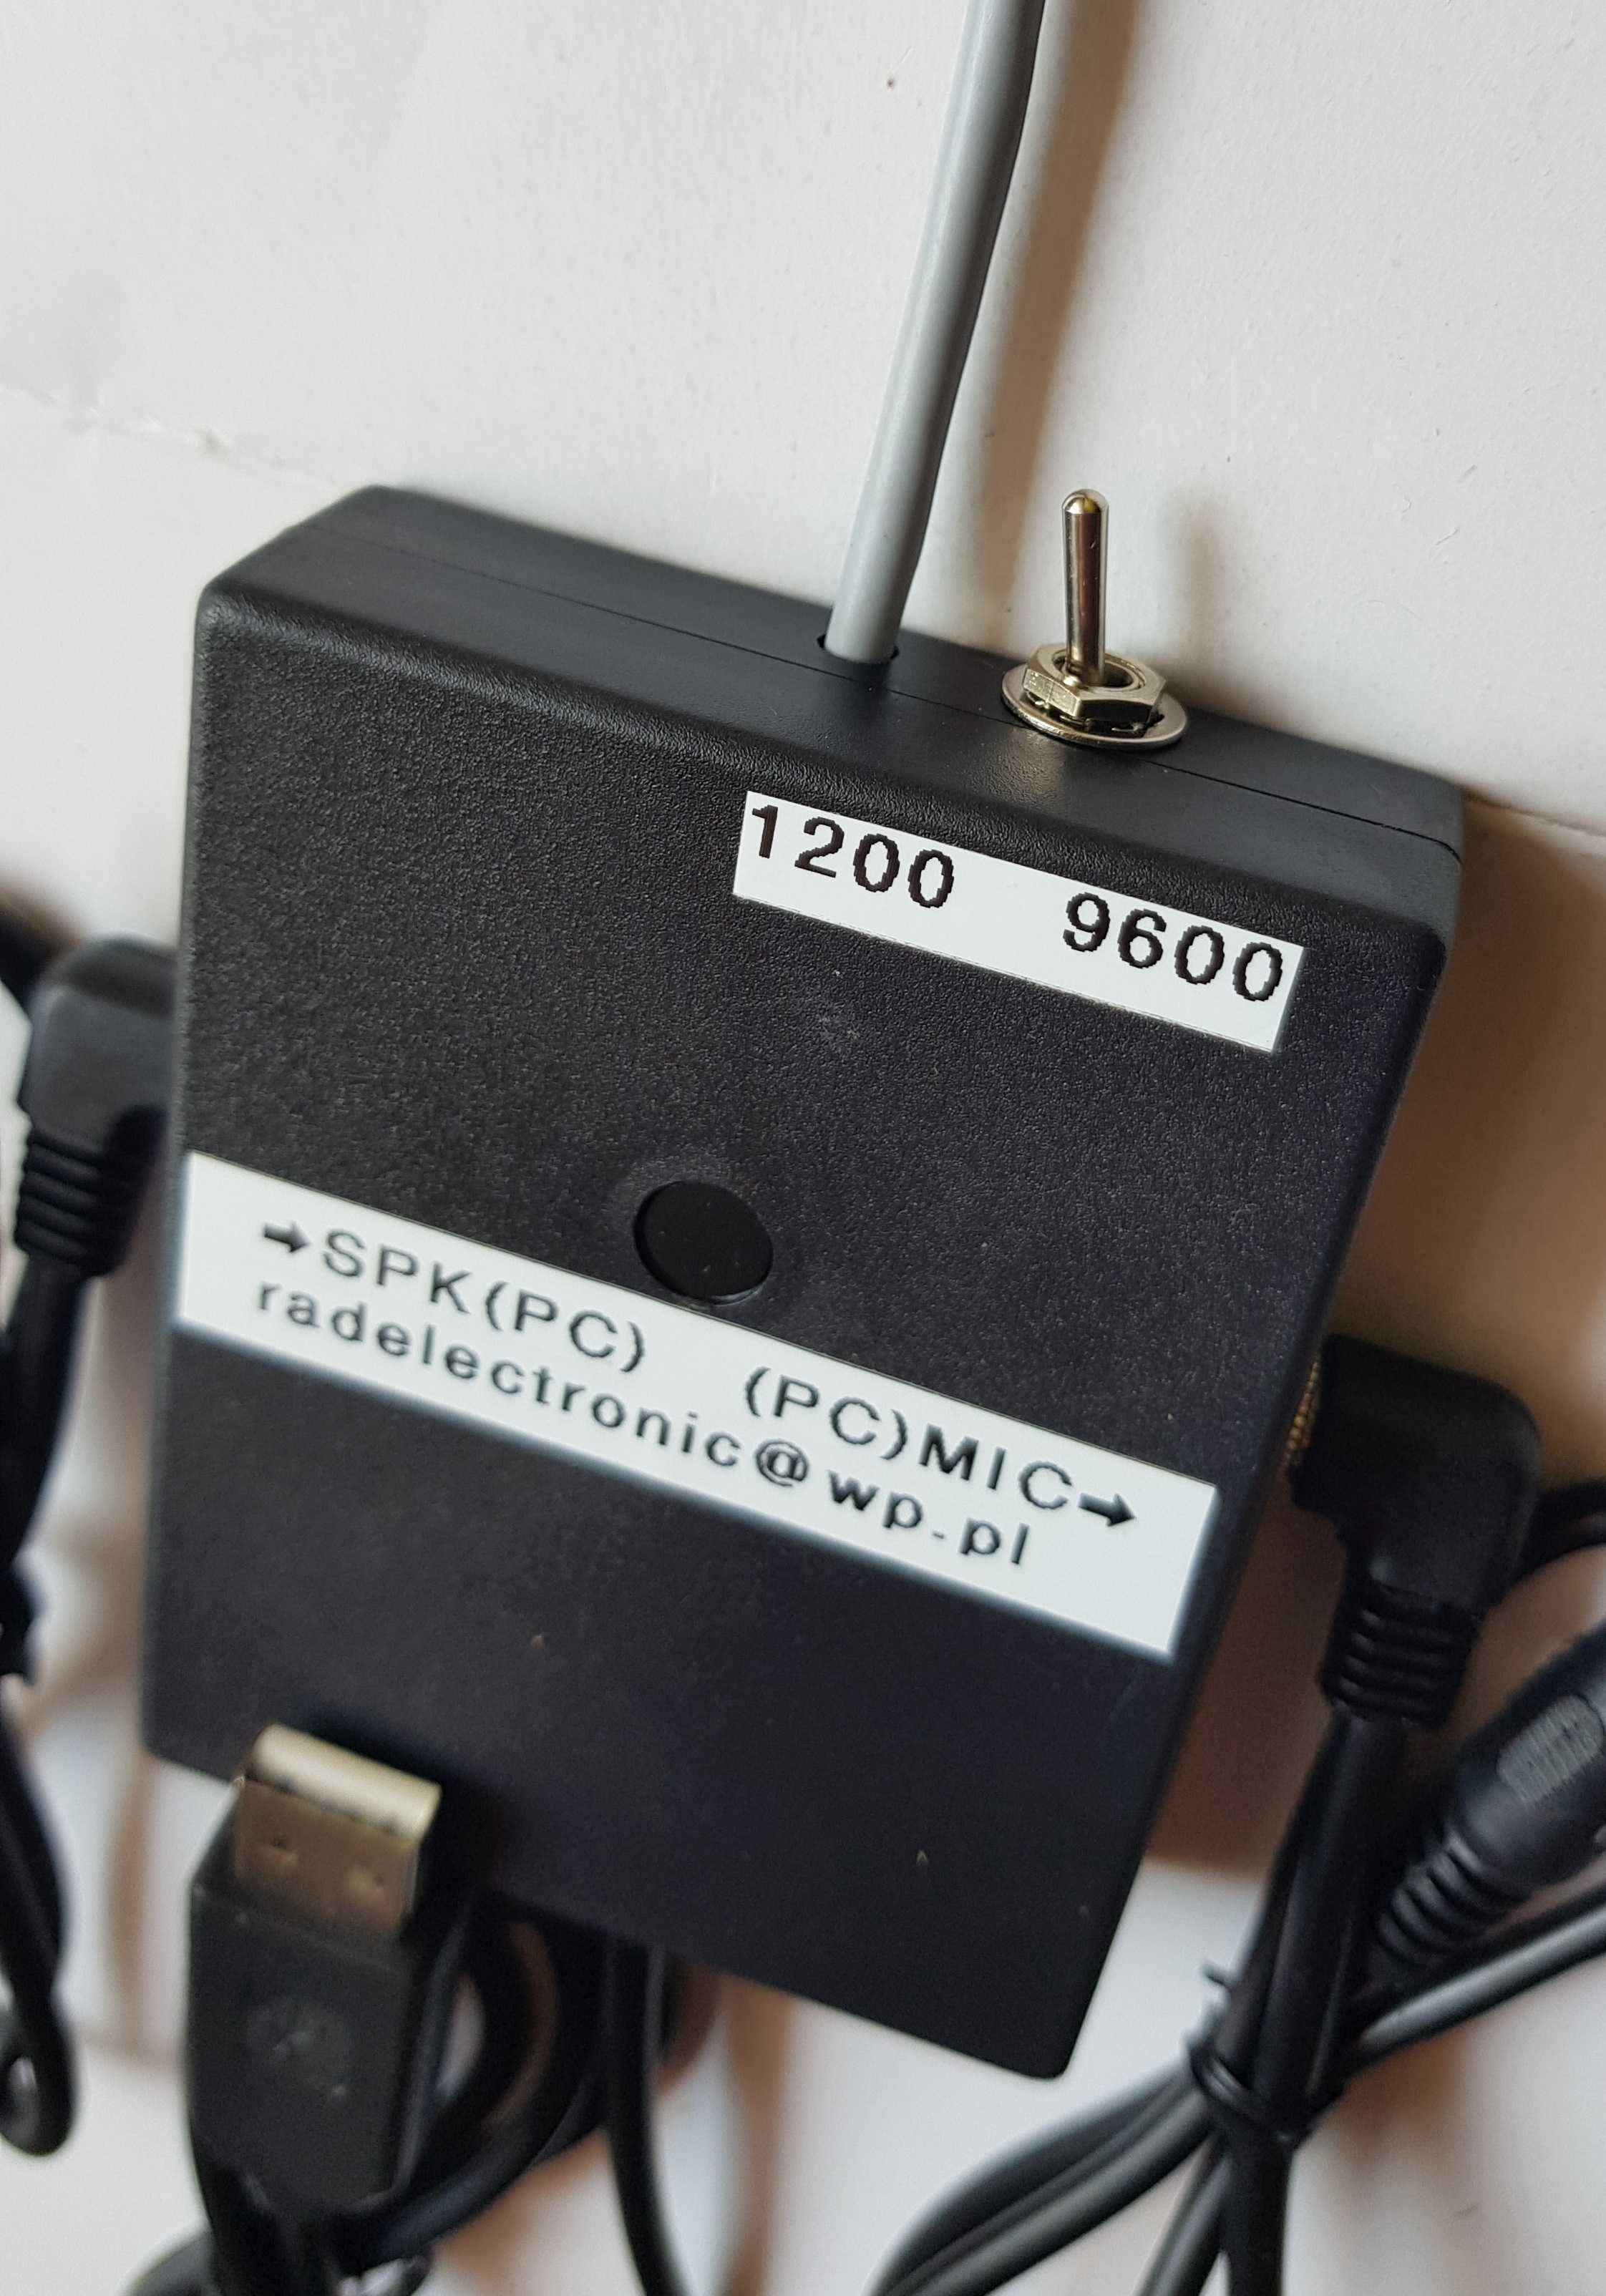 1200 9600
➞SPK(PC) (PC)MIC➞
radelectronic@wp.pl